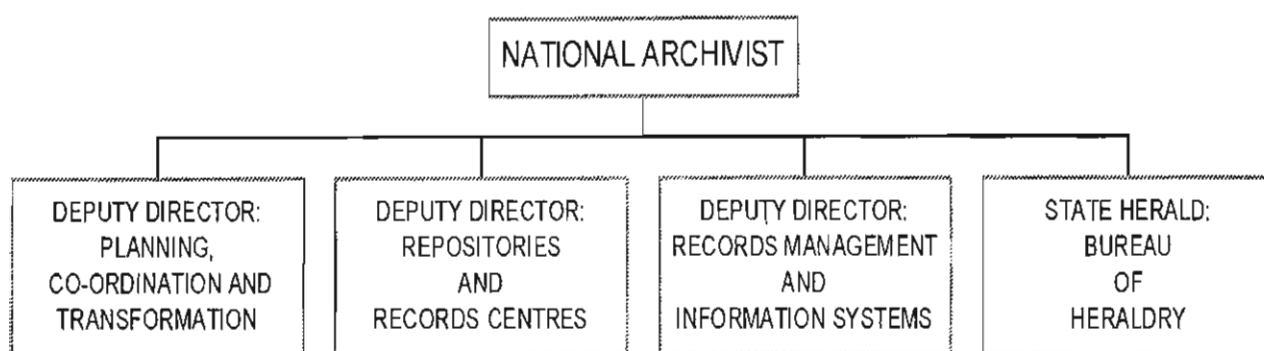 NATIONAL ARCHIVIST
DEPUTY DIRECTOR:
PLANNING,
CO-ORDINATION AND
TRANSFORMATION
DEPUTY DIRECTOR:
REPOSITORIES
AND
RECORDS CENTRES
DEPUTY DIRECTOR:
RECORDS MANAGEMENT
AND
INFORMATION SYSTEMS
STATE HERALD:
BUREAU
OF
HERALDRY